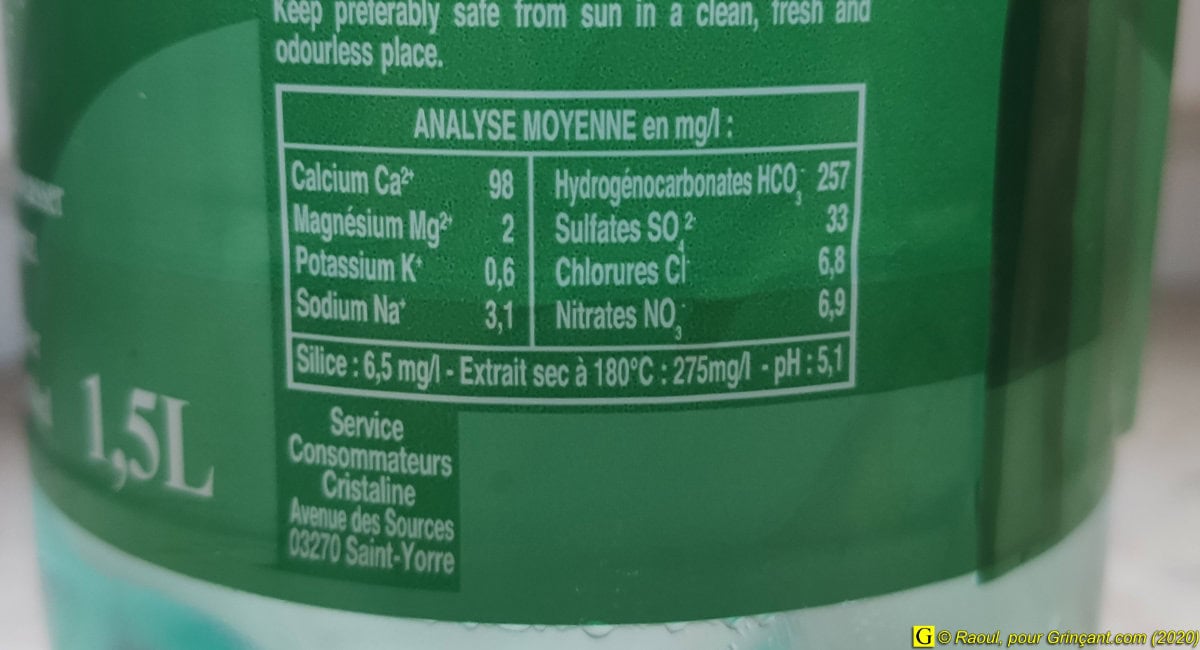 Keep preferably safe from sun in a clean, fresh and
odourless place.
ANALYSE MOYENNE en mg/l :
Calcium Ca²⁺ 98 Hydrogénocarbonates HCO₃⁻ 257
Magnésium Mg²⁺ 2 Sulfates SO₄²⁻ 33
Potassium K⁺ 0,6 Chlorures Cl⁻ 6,8
Sodium Na⁺ 3,1 Nitrates NO₃⁻ 6,9
Silice : 6,5 mg/l - Extrait sec à 180°C : 275mg/l - pH : 5,1
1,5L
Service
Consommateurs
Cristaline
Avenue des Sources
03270 Saint-Yorre
G © Raoul, pour Grinçant.com (2020)